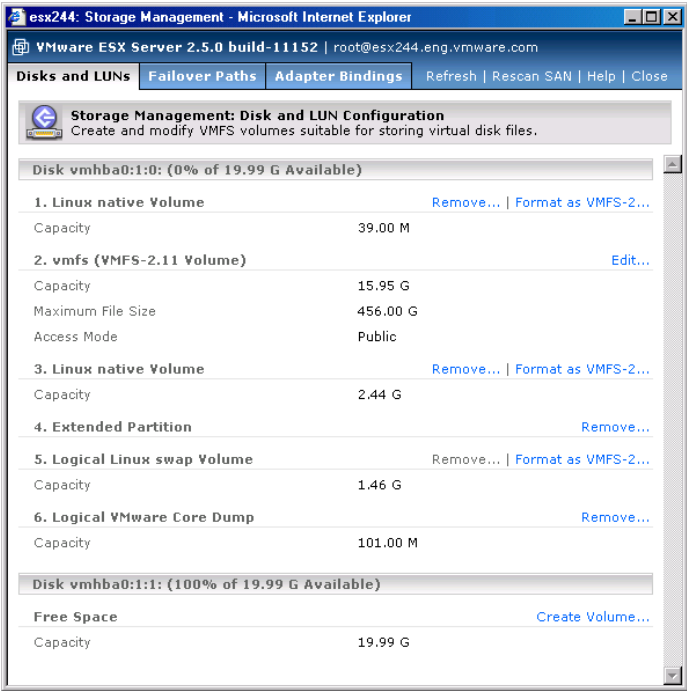 esx244: Storage Management - Microsoft Internet Explorer
VMware ESX Server 2.5.0 build-11152 | root@esx244.eng.vmware.com
Disks and LUNs Failover Paths Adapter Bindings Refresh | Rescan SAN | Help | Close
Storage Management: Disk and LUN Configuration
Create and modify VMFS volumes suitable for storing virtual disk files.
Disk vmhba0:1:0: (0% of 19.99 G Available)
1. Linux native Volume Remove... | Format as VMFS-2...
Capacity 39.00 M
2. vmfs (VMFS-2.11 Volume) Edit...
Capacity 15.95 G
Maximum File Size 456.00 G
Access Mode Public
3. Linux native Volume Remove... | Format as VMFS-2...
Capacity 2.44 G
4. Extended Partition Remove...
5. Logical Linux swap Volume Remove... | Format as VMFS-2...
Capacity 1.46 G
6. Logical VMware Core Dump Remove...
Capacity 101.00 M
Disk vmhba0:1:1: (100% of 19.99 G Available)
Free Space Create Volume...
Capacity 19.99 G